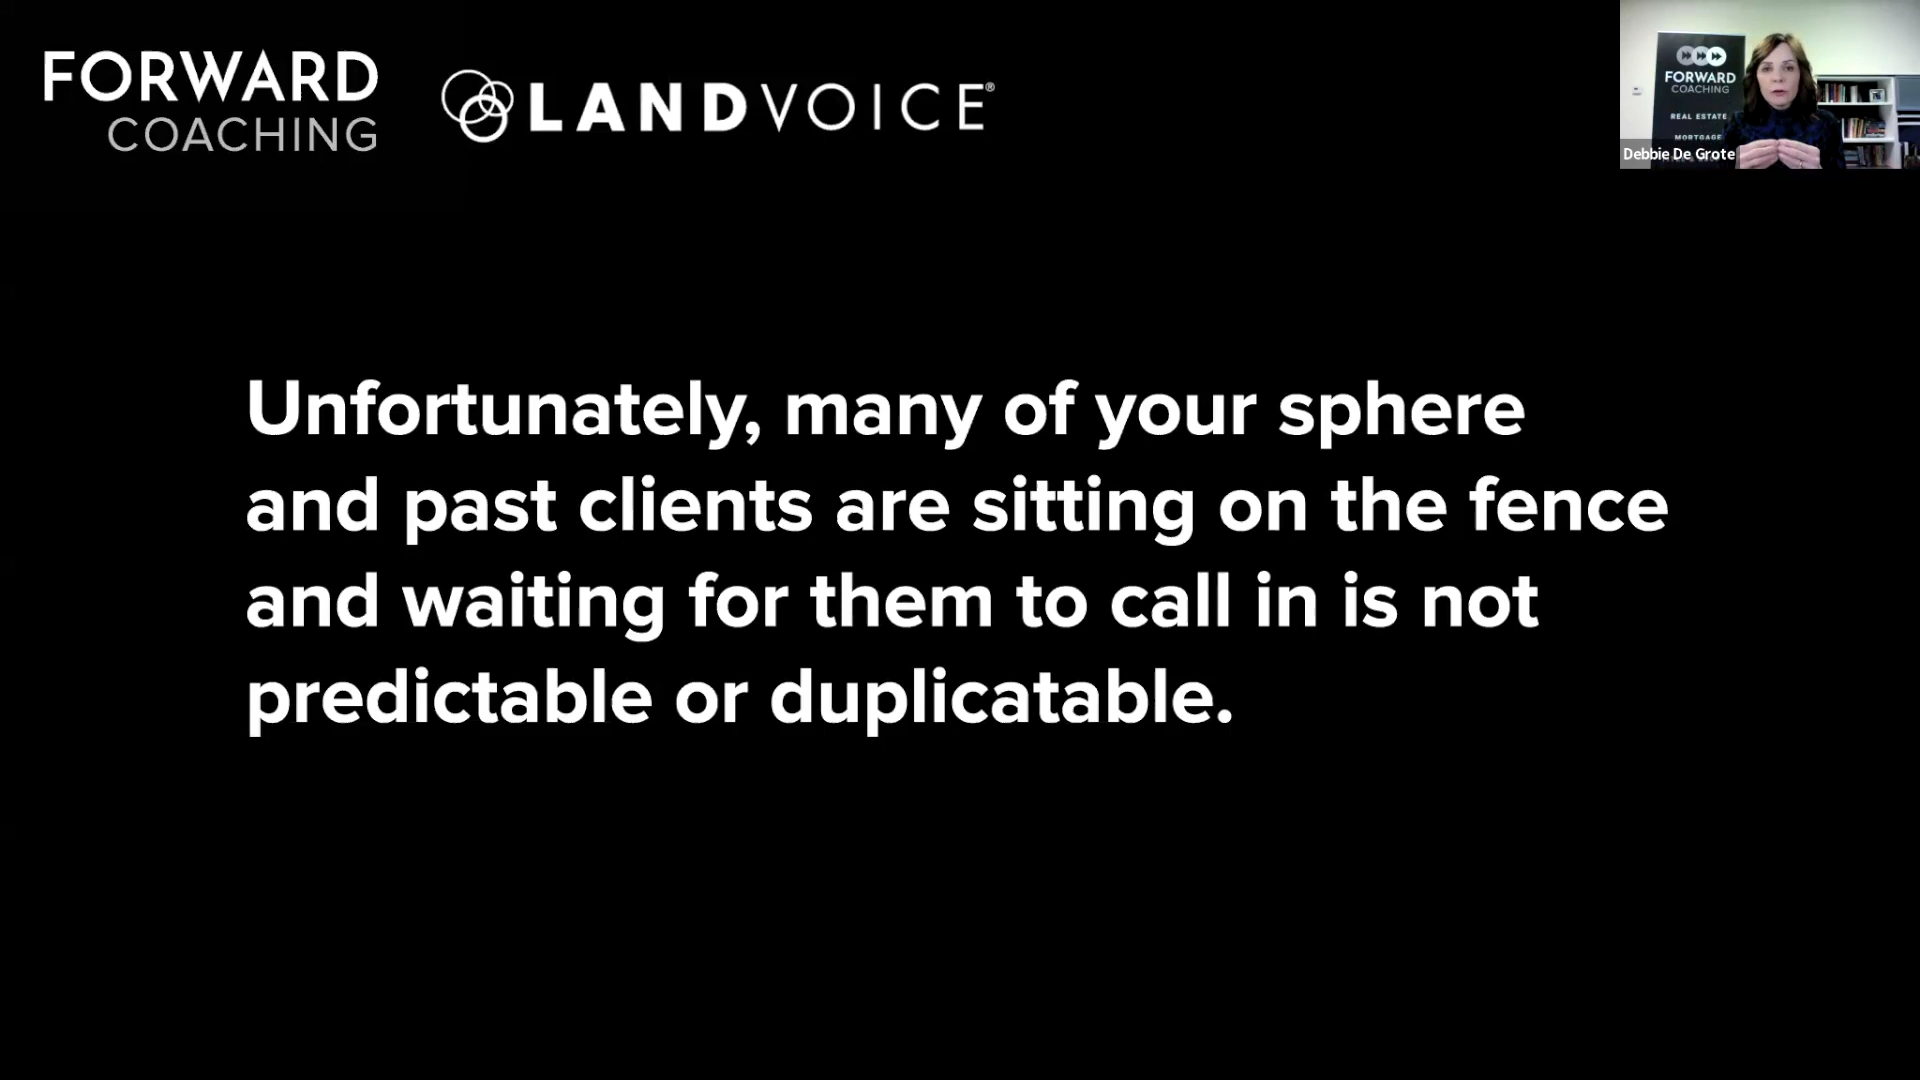 FORWARD
COACHING
LANDVOICE®
FORWARD
COACHING
REAL ESTATE
MORTGAGE
Debbie De Grote
Unfortunately, many of your sphere
and past clients are sitting on the fence
and waiting for them to call in is not
predictable or duplicatable.